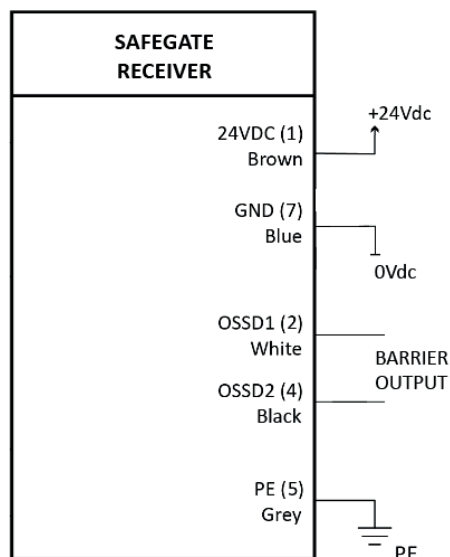 SAFEGATE
RECEIVER
24VDC (1)
Brown
+24Vdc
GND (7)
Blue
0Vdc
OSSD1 (2)
White
BARRIER
OUTPUT
OSSD2 (4)
Black
PE (5)
Grey
PE